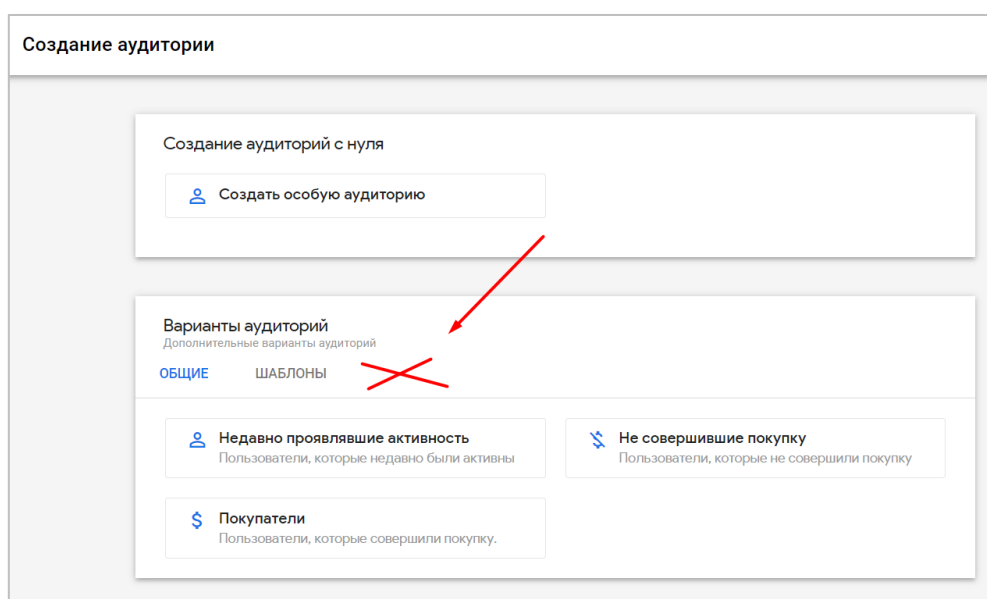 Создание аудитории
Создание аудиторий с нуля
Создать особую аудиторию
Варианты аудиторий
Дополнительные варианты аудиторий
ОБЩИЕ ШАБЛОНЫ
Недавно проявлявшие активность
Пользователи, которые недавно были активны
Не совершившие покупку
Пользователи, которые не совершили покупку
Покупатели
Пользователи, которые совершили покупку.